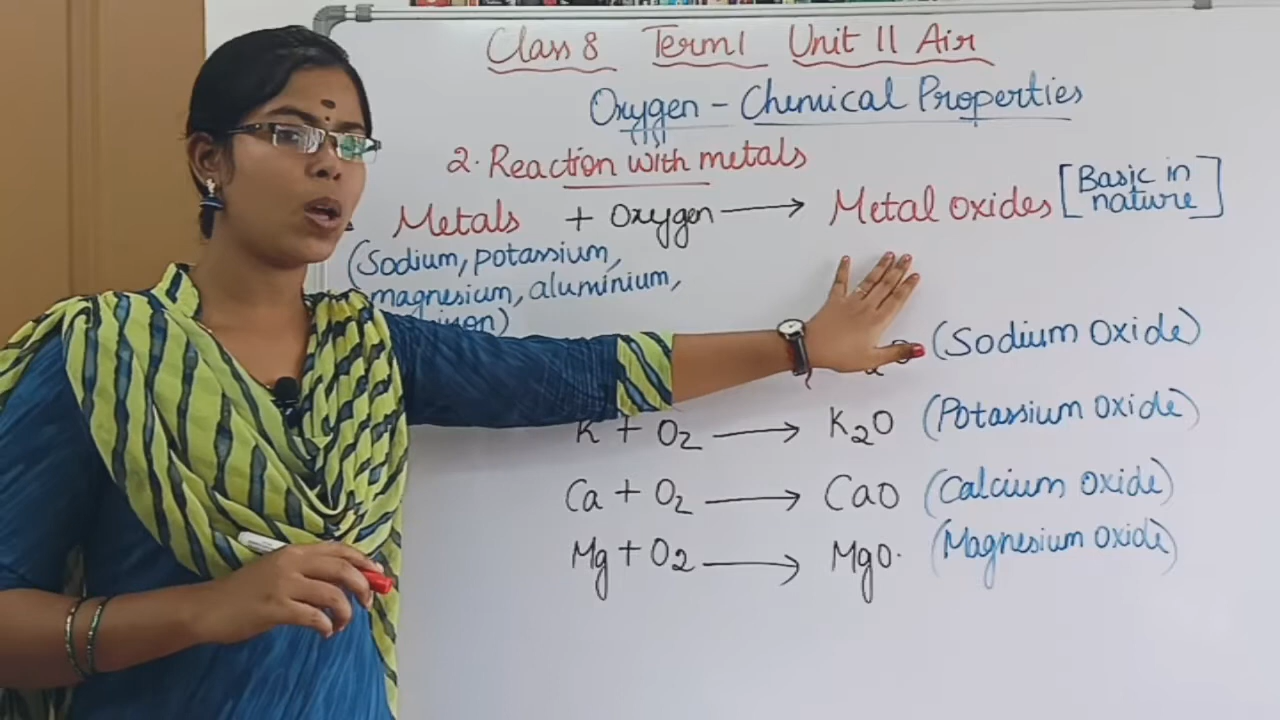 Class 8 Term 1 Unit 11 Air
Oxygen - Chemical Properties
2. Reaction with metals
Metals + Oxygen → Metal oxides [Basic in nature]
(Sodium, potassium,
magnesium, aluminium,
(Sodium Oxide)
K + O₂ → K₂O (Potassium Oxide)
Ca + O₂ → CaO (Calcium Oxide)
Mg + O₂ → MgO. (Magnesium Oxide)